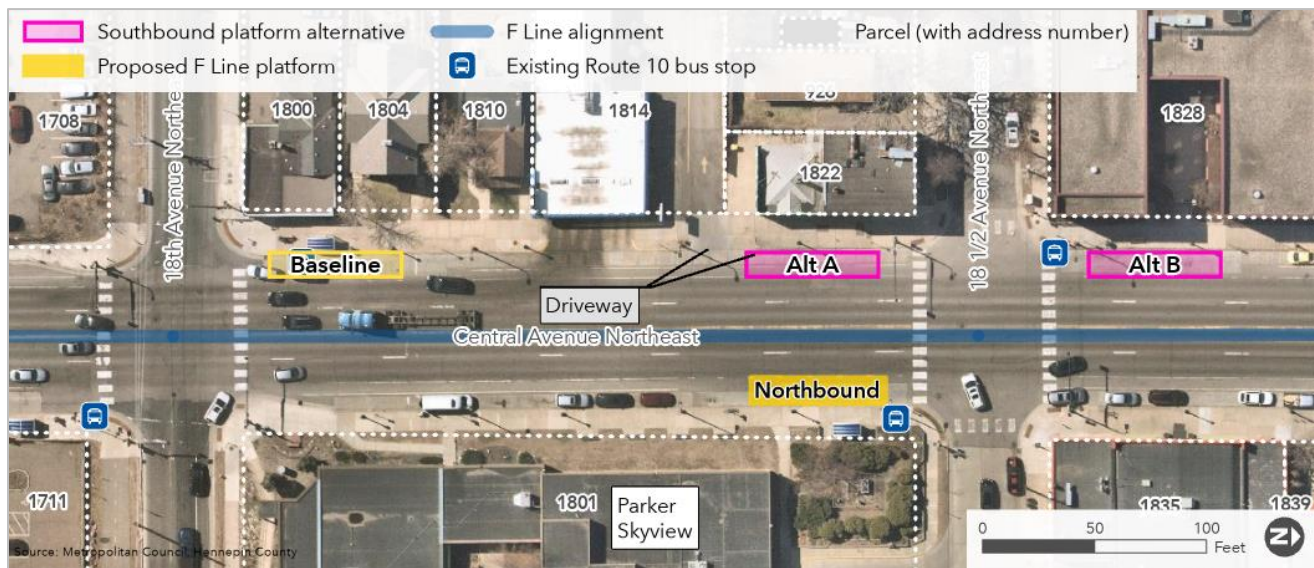 Southbound platform alternative
F Line alignment
Parcel (with address number)
Proposed F Line platform
Existing Route 10 bus stop
1708
18th Avenue Northeast
1800
1804
1810
1814
928
1822
18 1/2 Avenue Northeast
1828
Baseline
Alt A
Alt B
Driveway
Central Avenue Northeast
Northbound
1711
1801
Parker
Skyview
1835
1839
0 50 100
Feet
N
Source: Metropolitan Council, Hennepin County